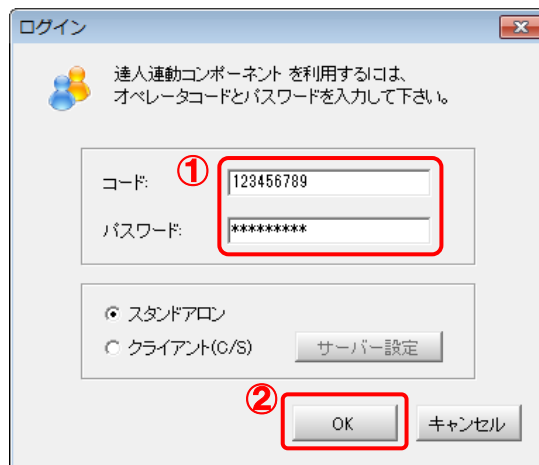 ログイン
達人連動コンポーネント を利用するには、
オペレータコードとパスワードを入力して下さい。
① コード: 123456789
パスワード: *********
スタンドアロン
クライアント(C/S) サーバー設定
② OK キャンセル